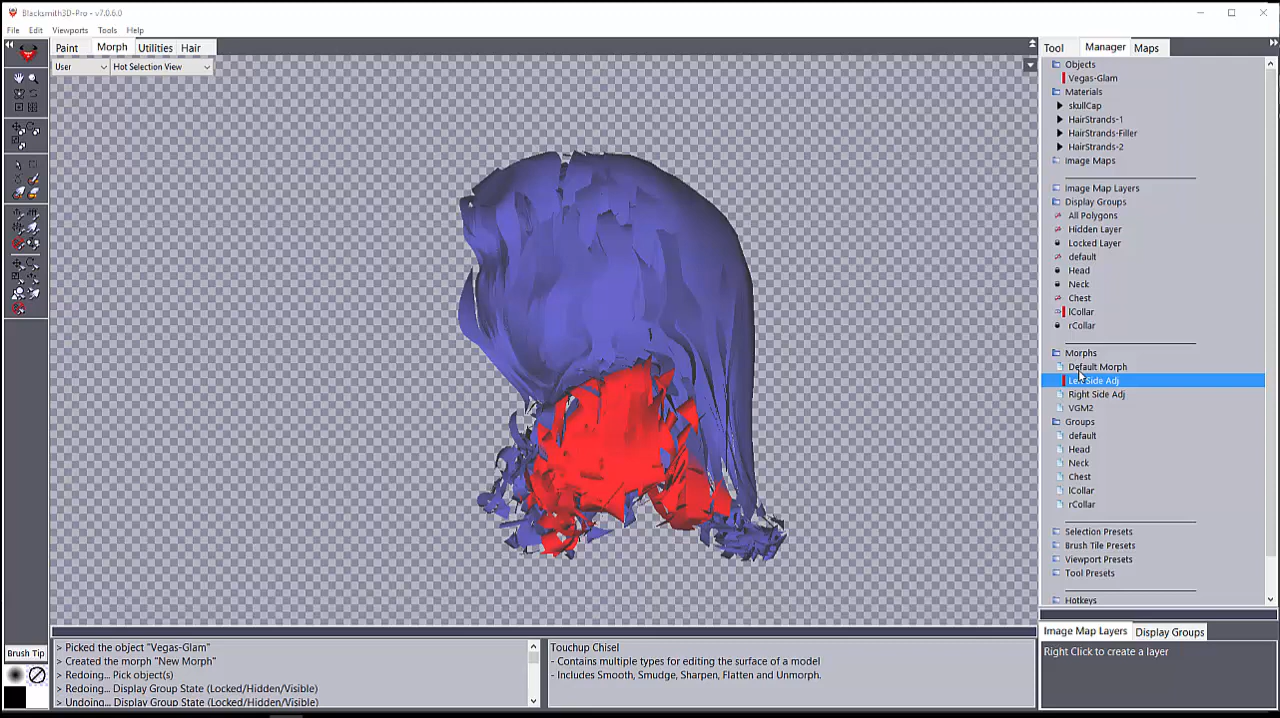 Blacksmith3D-Pro - v7.0.6.0
File Edit Viewports Tools Help
Paint Morph Utilities Hair
User Hot Selection View
Tool Manager Maps
Objects
Vegas-Glam
Materials
skullCap
HairStrands-1
HairStrands-Filler
HairStrands-2
Image Maps
Image Map Layers
Display Groups
All Polygons
Hidden Layer
Locked Layer
default
Head
Neck
Chest
lCollar
rCollar
Morphs
Default Morph
Left Side Adj
Right Side Adj
VGM2
Groups
default
Head
Neck
Chest
lCollar
rCollar
Selection Presets
Brush Tile Presets
Viewport Presets
Tool Presets
Hotkeys
Image Map Layers Display Groups
Right Click to create a layer
Brush Tip
> Picked the object "Vegas-Glam"
> Created the morph "New Morph"
> Redoing... Pick object(s)
> Redoing... Display Group State (Locked/Hidden/Visible)
> Undoing... Display Group State (Locked/Hidden/Visible)
Touchup Chisel
- Contains multiple types for editing the surface of a model
- Includes Smooth, Smudge, Sharpen, Flatten and Unmorph.